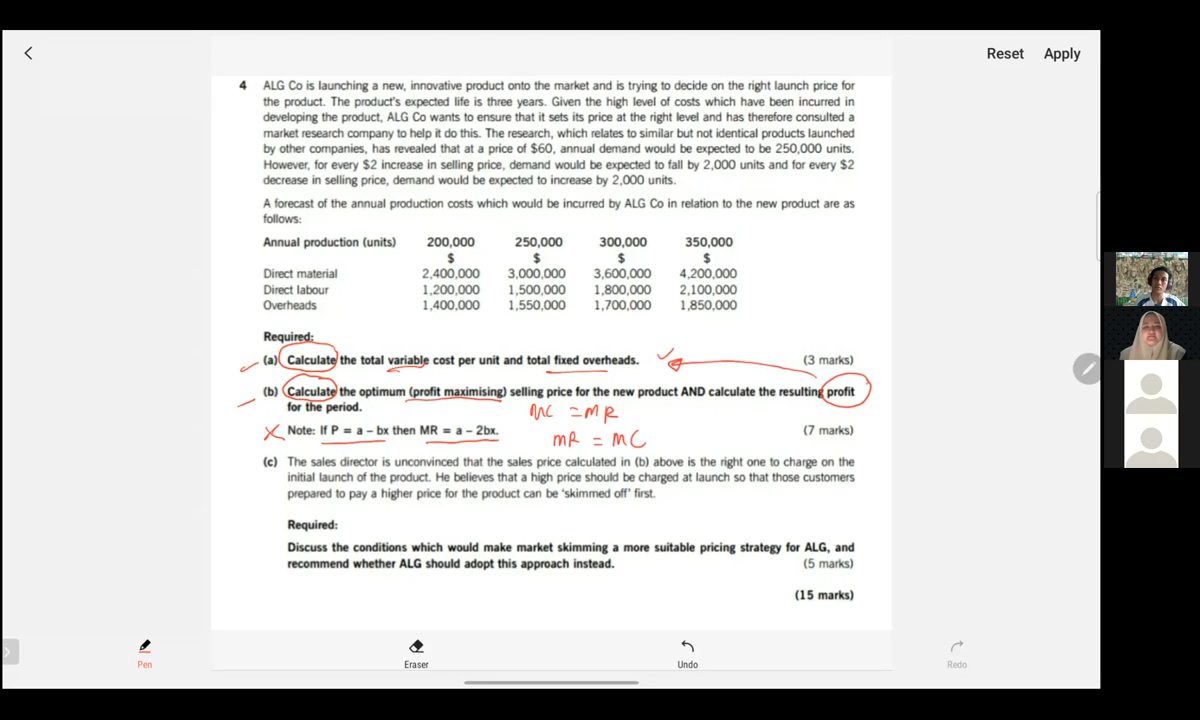 Reset Apply
4 ALG Co is launching a new, innovative product onto the market and is trying to decide on the right launch price for
the product. The product's expected life is three years. Given the high level of costs which have been incurred in
developing the product, ALG Co wants to ensure that it sets its price at the right level and has therefore consulted a
market research company to help it do this. The research, which relates to similar but not identical products launched
by other companies, has revealed that at a price of $60, annual demand would be expected to be 250,000 units.
However, for every $2 increase in selling price, demand would be expected to fall by 2,000 units and for every $2
decrease in selling price, demand would be expected to increase by 2,000 units.
A forecast of the annual production costs which would be incurred by ALG Co in relation to the new product are as
follows:
Annual production (units) 200,000 250,000 300,000 350,000
$ $ $ $
Direct material 2,400,000 3,000,000 3,600,000 4,200,000
Direct labour 1,200,000 1,500,000 1,800,000 2,100,000
Overheads 1,400,000 1,550,000 1,700,000 1,850,000
Required:
(a) Calculate the total variable cost per unit and total fixed overheads. (3 marks)
(b) Calculate the optimum (profit maximising) selling price for the new product AND calculate the resulting profit
for the period.
MC = MR
Note: If P = a – bx then MR = a – 2bx. (7 marks)
MR = MC
(c) The sales director is unconvinced that the sales price calculated in (b) above is the right one to charge on the
initial launch of the product. He believes that a high price should be charged at launch so that those customers
prepared to pay a higher price for the product can be 'skimmed off' first.
Required:
Discuss the conditions which would make market skimming a more suitable pricing strategy for ALG, and
recommend whether ALG should adopt this approach instead. (5 marks)
(15 marks)
Pen Eraser Undo Redo